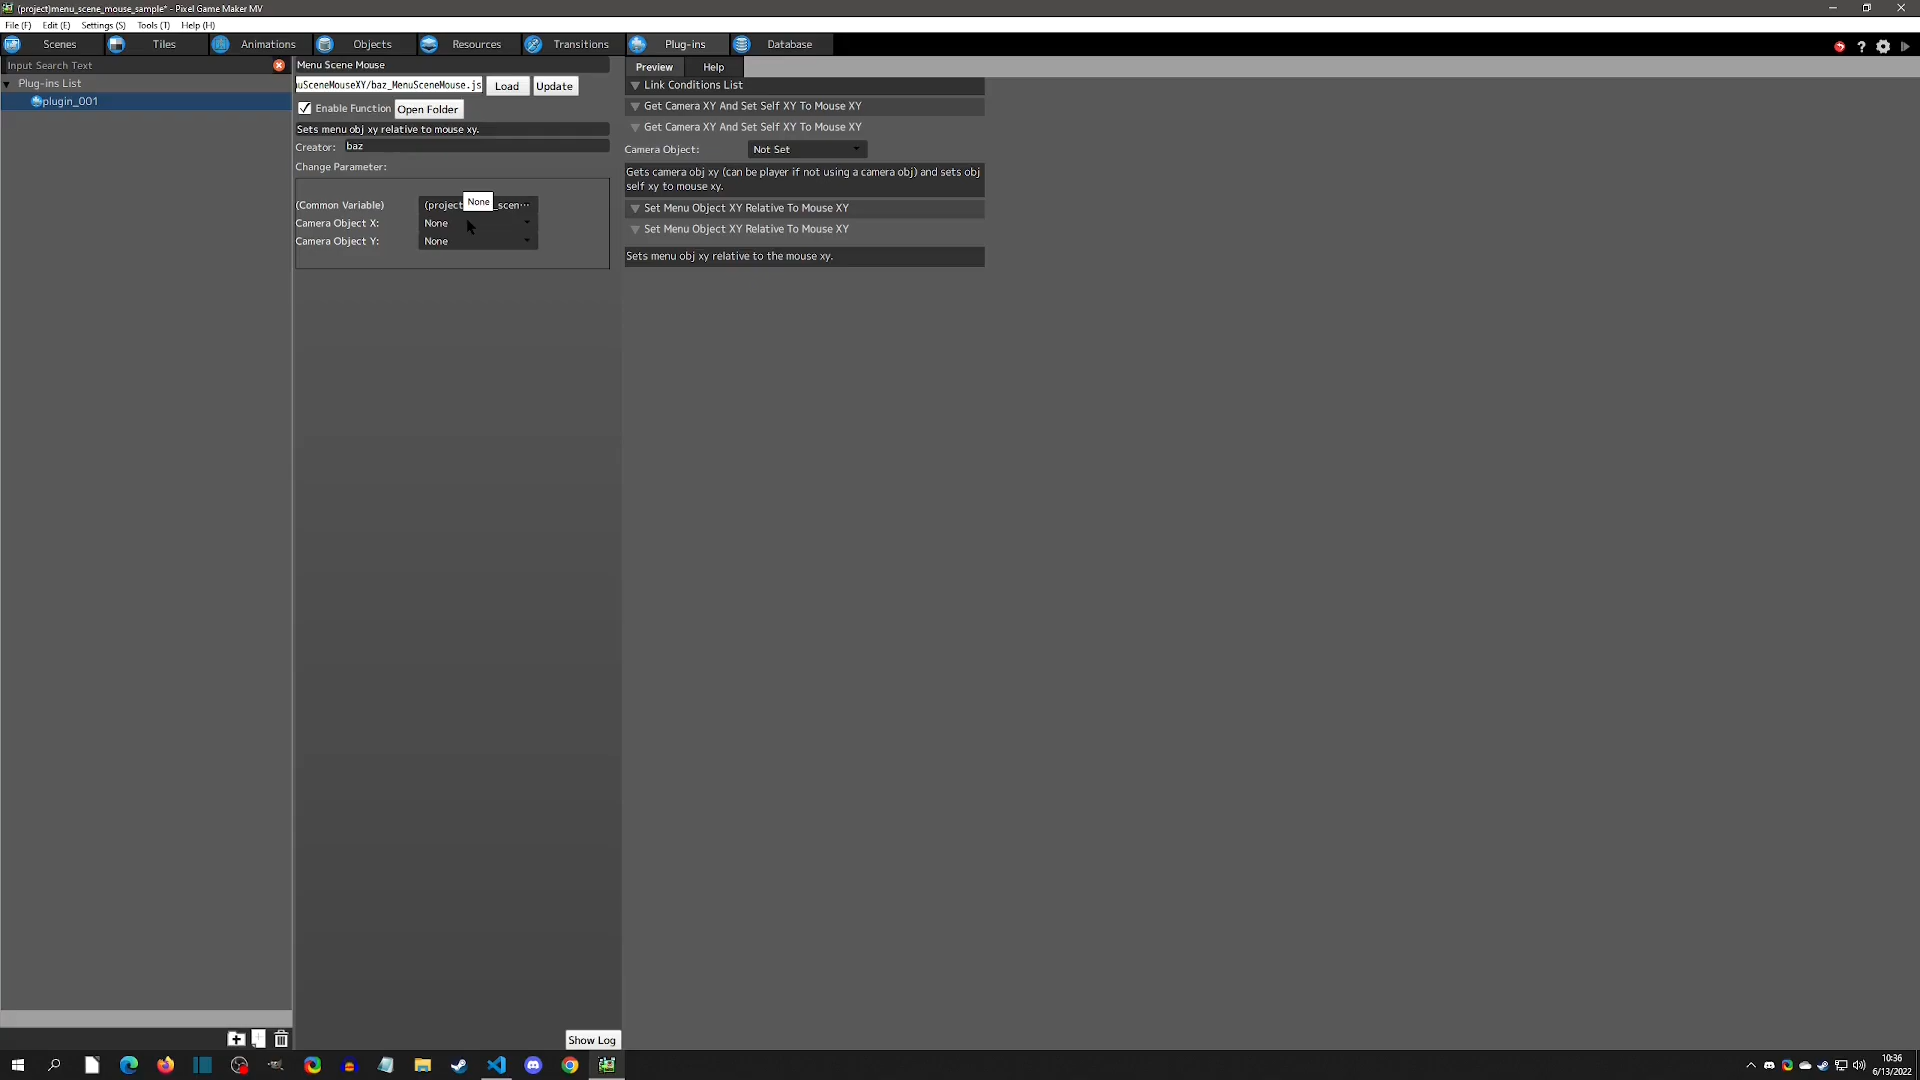 (project)menu_scene_mouse_sample* - Pixel Game Maker MV
File (F) Edit (E) Settings (S) Tools (T) Help (H)
Scenes Tiles Animations Objects Resources Transitions Plug-ins Database
Input Search Text
Plug-ins List
plugin_001
Menu Scene Mouse
uSceneMouseXY/baz_MenuSceneMouse.js Load Update
Enable Function Open Folder
Sets menu obj xy relative to mouse xy.
Creator: baz
Change Parameter:
(Common Variable) (project _scen···
None
Camera Object X: None
Camera Object Y: None
Show Log
Preview Help
Link Conditions List
Get Camera XY And Set Self XY To Mouse XY
Get Camera XY And Set Self XY To Mouse XY
Camera Object: Not Set
Gets camera obj xy (can be player if not using a camera obj) and sets obj
self xy to mouse xy.
Set Menu Object XY Relative To Mouse XY
Set Menu Object XY Relative To Mouse XY
Sets menu obj xy relative to the mouse xy.
10:36
6/13/2022